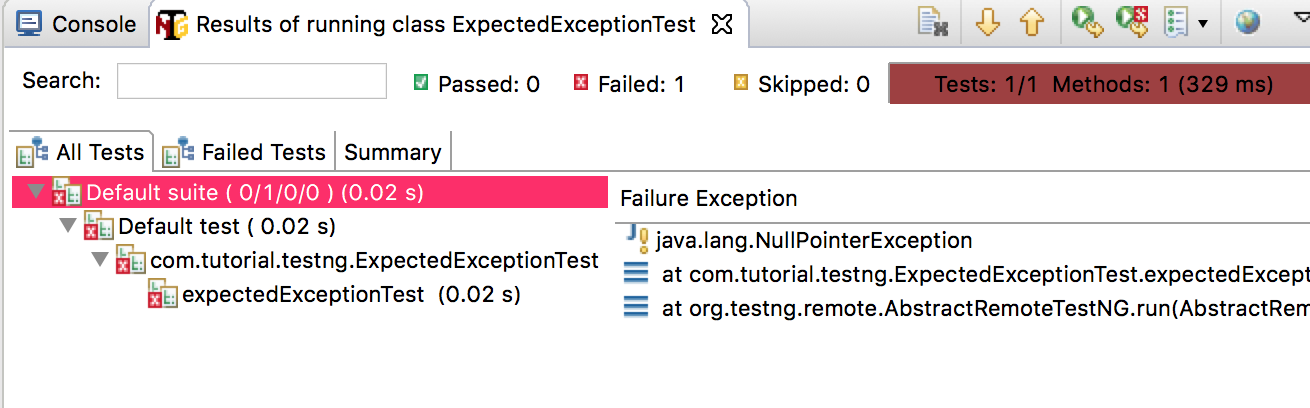 Console
Results of running class ExpectedExceptionTest
Search:
Passed: 0
Failed: 1
Skipped: 0
Tests: 1/1 Methods: 1 (329 ms)
All Tests
Failed Tests
Summary
Default suite ( 0/1/0/0 ) (0.02 s)
Default test ( 0.02 s)
com.tutorial.testng.ExpectedExceptionTest
expectedExceptionTest (0.02 s)
Failure Exception
java.lang.NullPointerException
at com.tutorial.testng.ExpectedExceptionTest.expectedExcept
at org.testng.remote.AbstractRemoteTestNG.run(AbstractRem